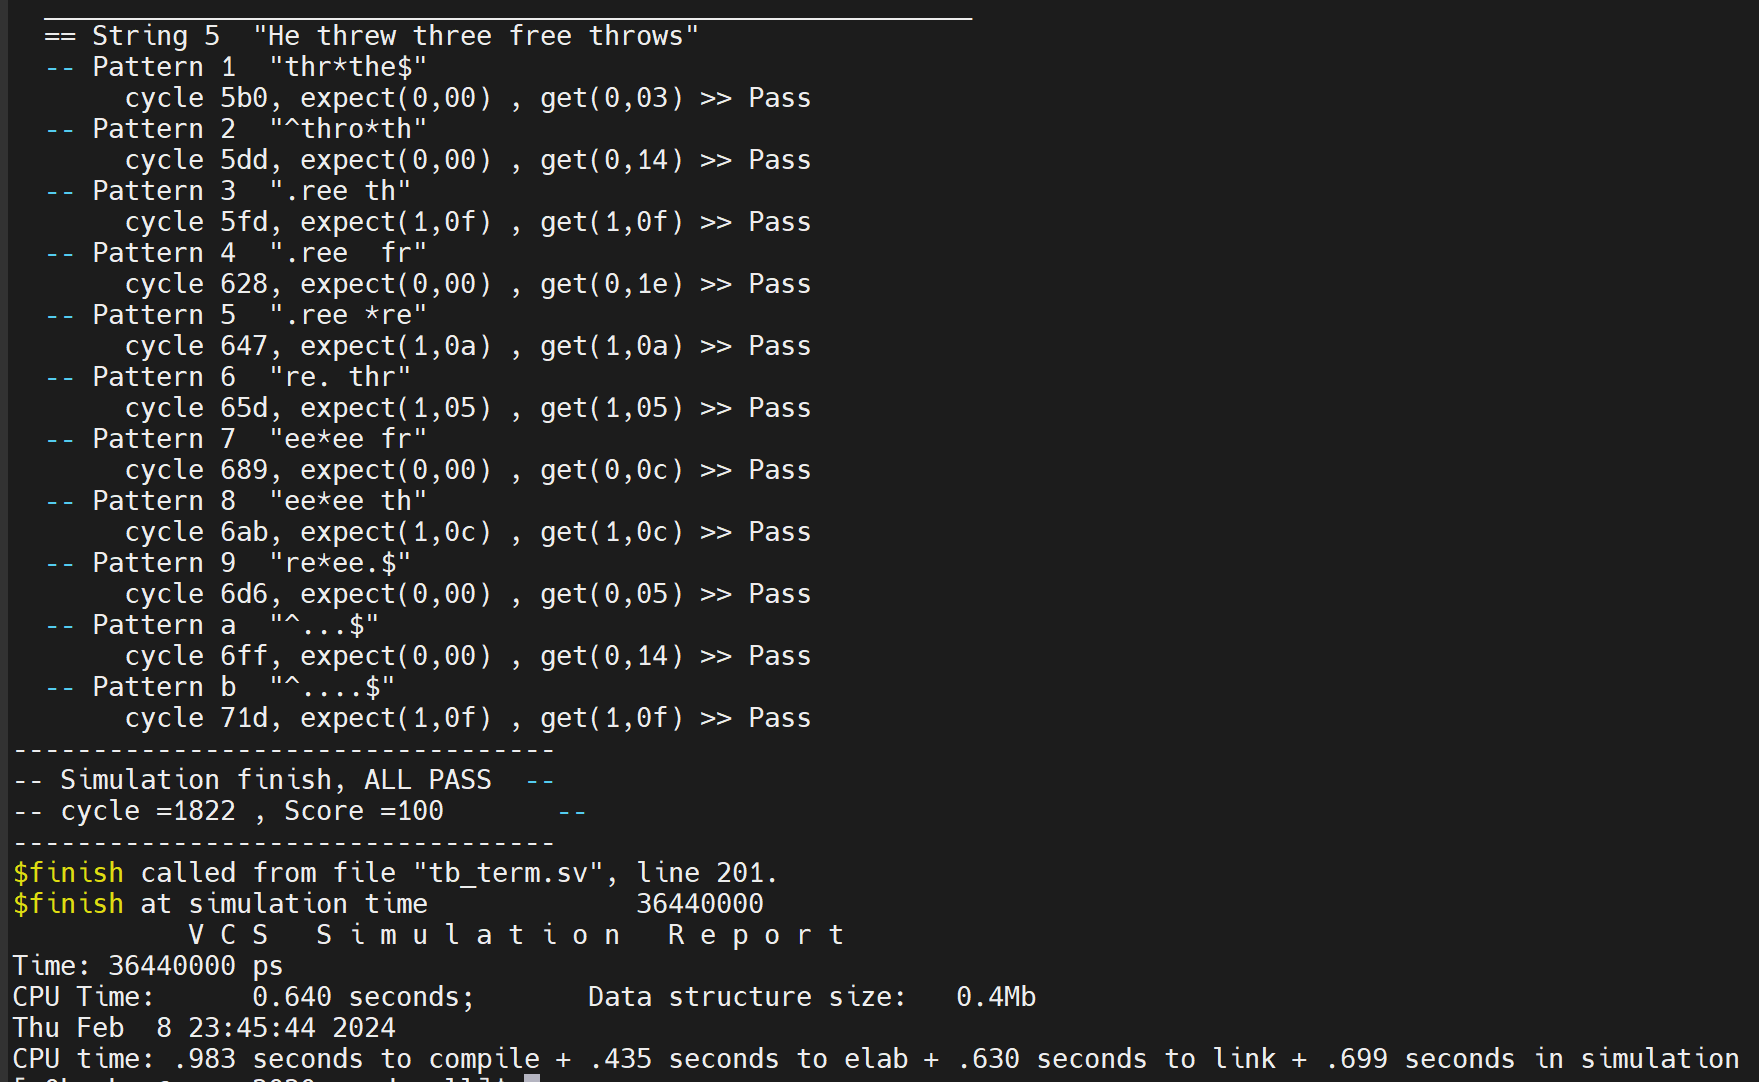 == String 5  "He threw three free throws"
-- Pattern 1  "thr*the$"
cycle 5b0, expect(0,00) , get(0,03) >> Pass
-- Pattern 2  "^thro*th"
cycle 5dd, expect(0,00) , get(0,14) >> Pass
-- Pattern 3  ".ree th"
cycle 5fd, expect(1,0f) , get(1,0f) >> Pass
-- Pattern 4  ".ree  fr"
cycle 628, expect(0,00) , get(0,1e) >> Pass
-- Pattern 5  ".ree *re"
cycle 647, expect(1,0a) , get(1,0a) >> Pass
-- Pattern 6  "re. thr"
cycle 65d, expect(1,05) , get(1,05) >> Pass
-- Pattern 7  "ee*ee fr"
cycle 689, expect(0,00) , get(0,0c) >> Pass
-- Pattern 8  "ee*ee th"
cycle 6ab, expect(1,0c) , get(1,0c) >> Pass
-- Pattern 9  "re*ee.$"
cycle 6d6, expect(0,00) , get(0,05) >> Pass
-- Pattern a  "^...$"
cycle 6ff, expect(0,00) , get(0,14) >> Pass
-- Pattern b  "^....$"
cycle 71d, expect(1,0f) , get(1,0f) >> Pass
----------------------------------
-- Simulation finish, ALL PASS  --
-- cycle =1822 , Score =100       --
----------------------------------
$finish called from file "tb_term.sv", line 201.
$finish at simulation time             36440000
V C S   S i m u l a t i o n   R e p o r t
Time: 36440000 ps
CPU Time:      0.640 seconds;       Data structure size:   0.4Mb
Thu Feb  8 23:45:44 2024
CPU time: .983 seconds to compile + .435 seconds to elab + .630 seconds to link + .699 seconds in simulation